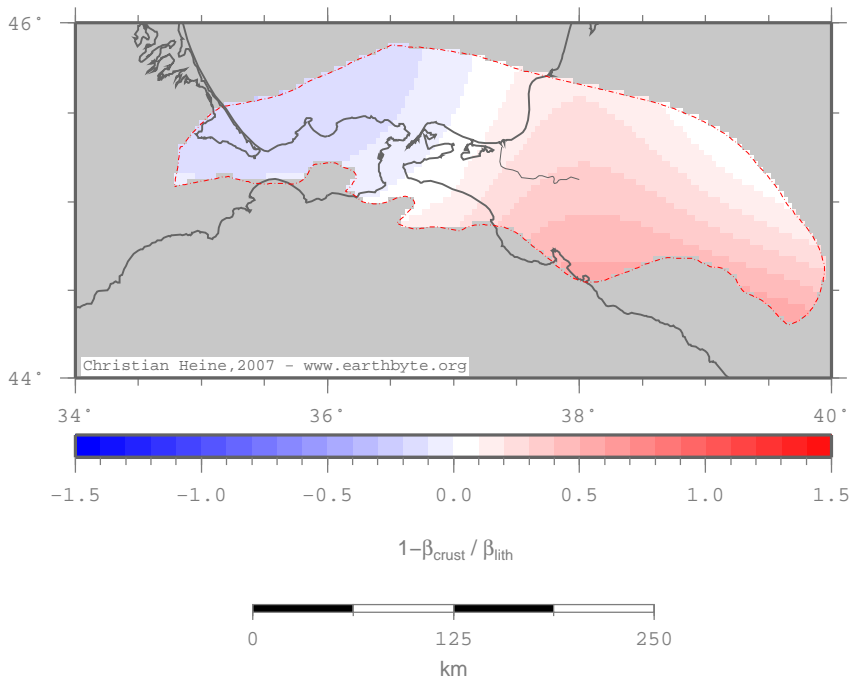 46°
44°
Christian Heine,2007 - www.earthbyte.org
34° 36° 38° 40°
−1.5 −1.0 −0.5 0.0 0.5 1.0 1.5
1−βcrust / βlith
0 125 250
km